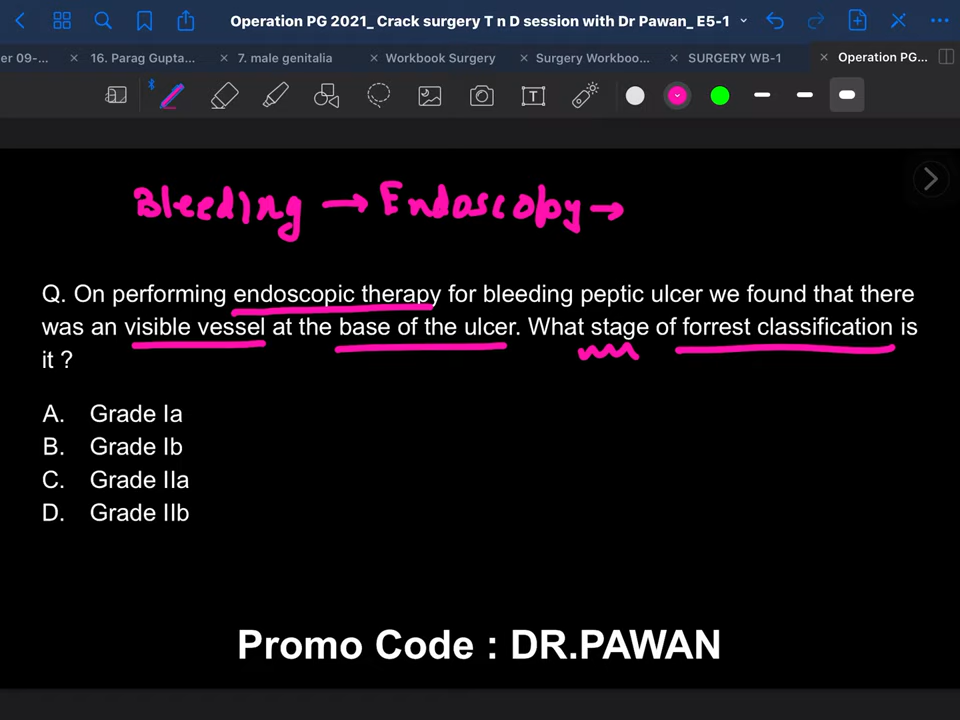 Operation PG 2021_ Crack surgery T n D session with Dr Pawan_ E5-1
er 09-... 16. Parag Gupta... 7. male genitalia Workbook Surgery Surgery Workboo... SURGERY WB-1 Operation PG...
T
Bleeding → Endoscopy →
Q. On performing endoscopic therapy for bleeding peptic ulcer we found that there
was an visible vessel at the base of the ulcer. What stage of forrest classification is
it ?
A. Grade Ia
B. Grade Ib
C. Grade IIa
D. Grade IIb
Promo Code : DR.PAWAN